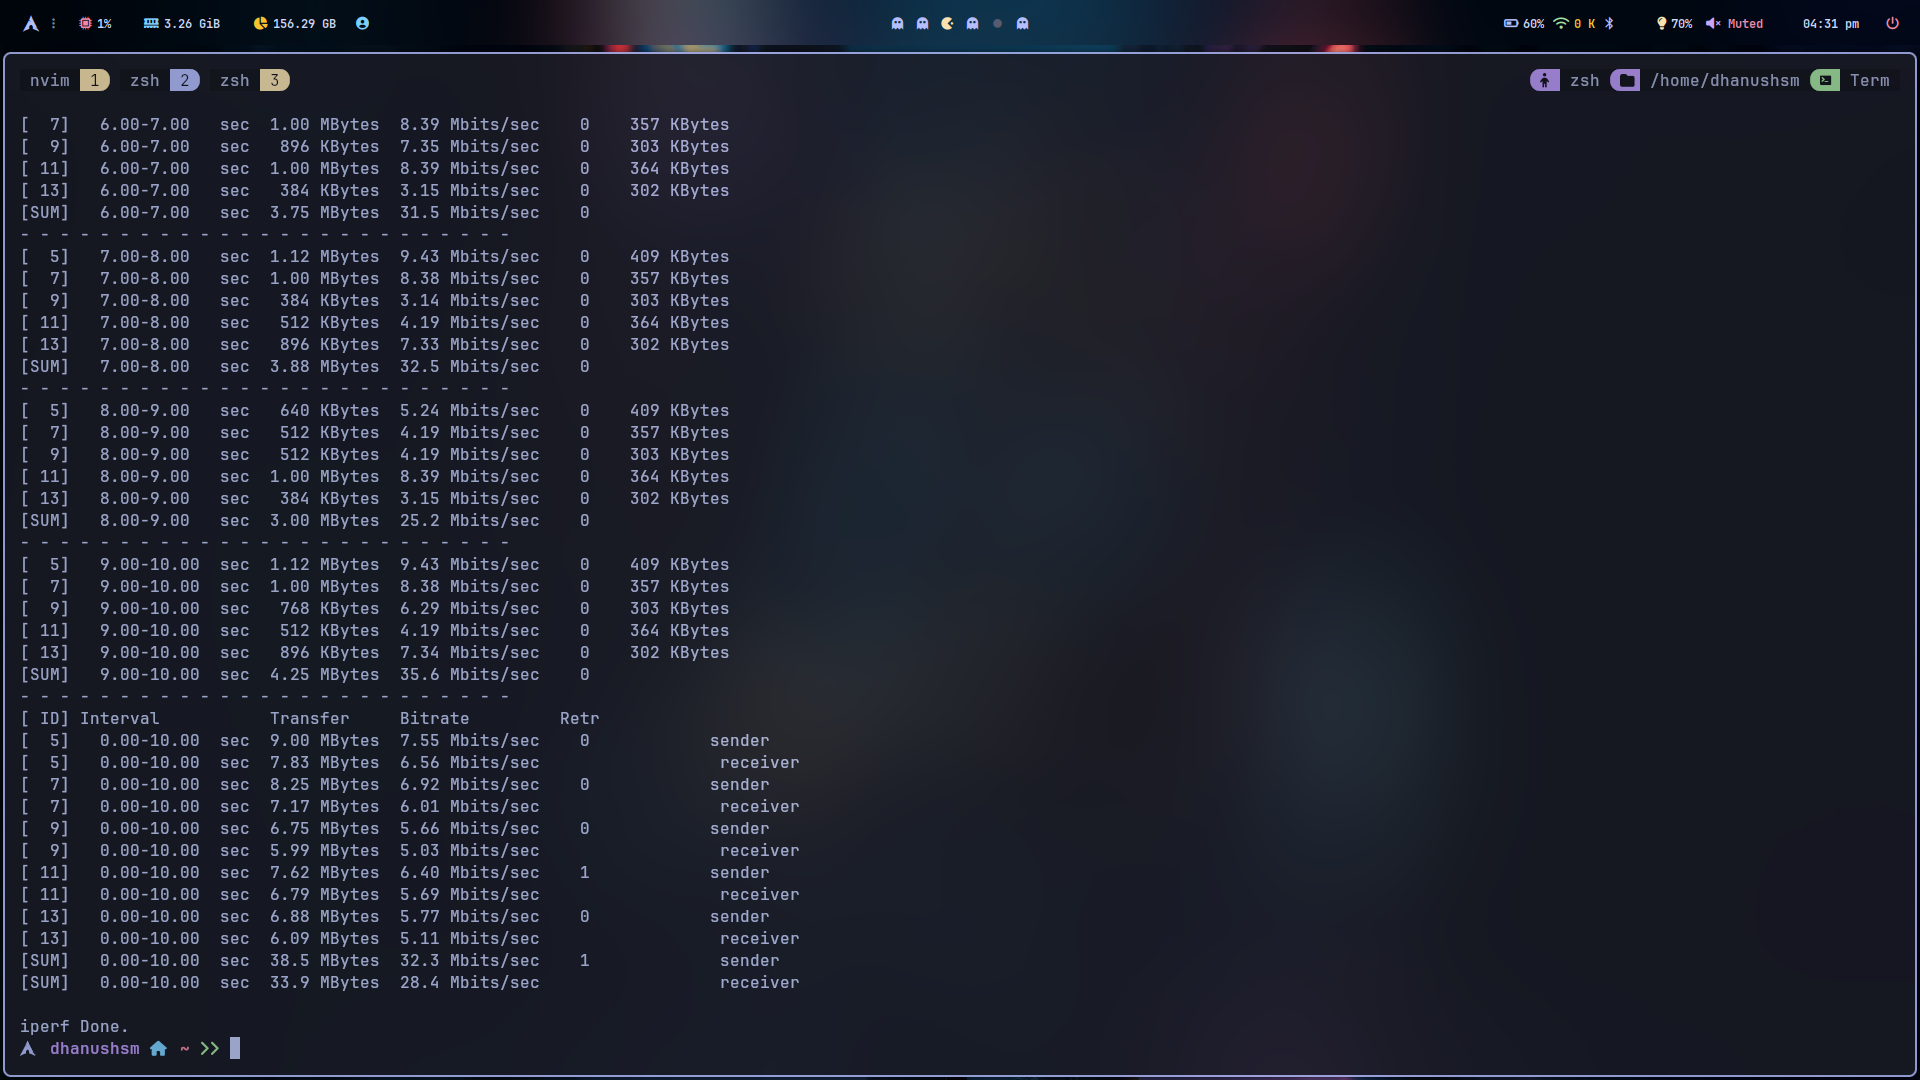 1% 3.26 GiB 156.29 GB 60% 0 K 70% Muted 04:31 pm
nvim 1 zsh 2 zsh 3 zsh /home/dhanushsm Term
[  7]   6.00-7.00   sec  1.00 MBytes  8.39 Mbits/sec    0    357 KBytes
[  9]   6.00-7.00   sec   896 KBytes  7.35 Mbits/sec    0    303 KBytes
[ 11]   6.00-7.00   sec  1.00 MBytes  8.39 Mbits/sec    0    364 KBytes
[ 13]   6.00-7.00   sec   384 KBytes  3.15 Mbits/sec    0    302 KBytes
[SUM]   6.00-7.00   sec  3.75 MBytes  31.5 Mbits/sec    0
- - - - - - - - - - - - - - - - - - - - - - - - -
[  5]   7.00-8.00   sec  1.12 MBytes  9.43 Mbits/sec    0    409 KBytes
[  7]   7.00-8.00   sec  1.00 MBytes  8.38 Mbits/sec    0    357 KBytes
[  9]   7.00-8.00   sec   384 KBytes  3.14 Mbits/sec    0    303 KBytes
[ 11]   7.00-8.00   sec   512 KBytes  4.19 Mbits/sec    0    364 KBytes
[ 13]   7.00-8.00   sec   896 KBytes  7.33 Mbits/sec    0    302 KBytes
[SUM]   7.00-8.00   sec  3.88 MBytes  32.5 Mbits/sec    0
- - - - - - - - - - - - - - - - - - - - - - - - -
[  5]   8.00-9.00   sec   640 KBytes  5.24 Mbits/sec    0    409 KBytes
[  7]   8.00-9.00   sec   512 KBytes  4.19 Mbits/sec    0    357 KBytes
[  9]   8.00-9.00   sec   512 KBytes  4.19 Mbits/sec    0    303 KBytes
[ 11]   8.00-9.00   sec  1.00 MBytes  8.39 Mbits/sec    0    364 KBytes
[ 13]   8.00-9.00   sec   384 KBytes  3.15 Mbits/sec    0    302 KBytes
[SUM]   8.00-9.00   sec  3.00 MBytes  25.2 Mbits/sec    0
- - - - - - - - - - - - - - - - - - - - - - - - -
[  5]   9.00-10.00  sec  1.12 MBytes  9.43 Mbits/sec    0    409 KBytes
[  7]   9.00-10.00  sec  1.00 MBytes  8.38 Mbits/sec    0    357 KBytes
[  9]   9.00-10.00  sec   768 KBytes  6.29 Mbits/sec    0    303 KBytes
[ 11]   9.00-10.00  sec   512 KBytes  4.19 Mbits/sec    0    364 KBytes
[ 13]   9.00-10.00  sec   896 KBytes  7.34 Mbits/sec    0    302 KBytes
[SUM]   9.00-10.00  sec  4.25 MBytes  35.6 Mbits/sec    0
- - - - - - - - - - - - - - - - - - - - - - - - -
[ ID] Interval           Transfer     Bitrate         Retr
[  5]   0.00-10.00  sec  9.00 MBytes  7.55 Mbits/sec    0            sender
[  5]   0.00-10.00  sec  7.83 MBytes  6.56 Mbits/sec                  receiver
[  7]   0.00-10.00  sec  8.25 MBytes  6.92 Mbits/sec    0            sender
[  7]   0.00-10.00  sec  7.17 MBytes  6.01 Mbits/sec                  receiver
[  9]   0.00-10.00  sec  6.75 MBytes  5.66 Mbits/sec    0            sender
[  9]   0.00-10.00  sec  5.99 MBytes  5.03 Mbits/sec                  receiver
[ 11]   0.00-10.00  sec  7.62 MBytes  6.40 Mbits/sec    1            sender
[ 11]   0.00-10.00  sec  6.79 MBytes  5.69 Mbits/sec                  receiver
[ 13]   0.00-10.00  sec  6.88 MBytes  5.77 Mbits/sec    0            sender
[ 13]   0.00-10.00  sec  6.09 MBytes  5.11 Mbits/sec                  receiver
[SUM]   0.00-10.00  sec  38.5 MBytes  32.3 Mbits/sec    1             sender
[SUM]   0.00-10.00  sec  33.9 MBytes  28.4 Mbits/sec                  receiver
iperf Done.
dhanushsm ~ >>